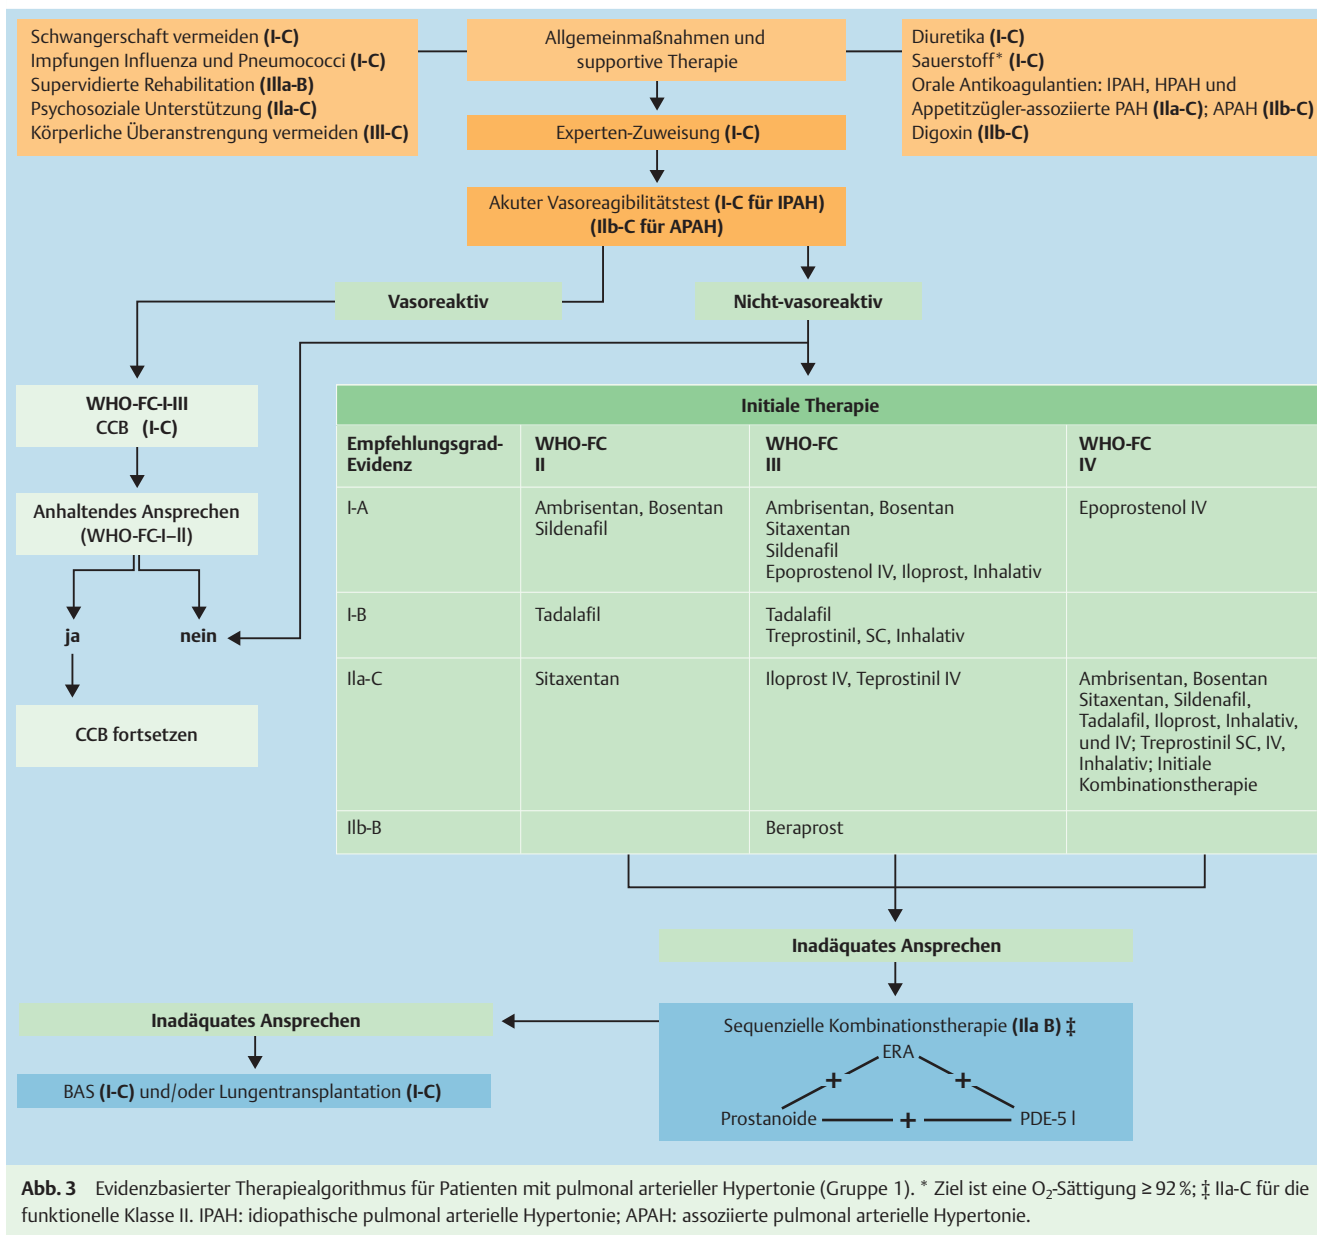 Schwangerschaft vermeiden (I-C)
Impfungen Influenza und Pneumococci (I-C)
Supervidierte Rehabilitation (IIIa-B)
Psychosoziale Unterstützung (IIa-C)
Körperliche Überanstrengung vermeiden (III-C)
Allgemeinmaßnahmen und
supportive Therapie
Diuretika (I-C)
Sauerstoff* (I-C)
Orale Antikoagulantien: IPAH, HPAH und
Appetitzügler-assoziierte PAH (IIa-C); APAH (IIb-C)
Digoxin (IIb-C)
Experten-Zuweisung (I-C)
Akuter Vasoreagibilitätstest (I-C für IPAH)
(IIb-C für APAH)
Vasoreaktiv
Nicht-vasoreaktiv
WHO-FC-I-III
CCB (I-C)
Anhaltendes Ansprechen
(WHO-FC-I–II)
ja
nein
CCB fortsetzen
Initiale Therapie
Empfehlungsgrad-
Evidenz
WHO-FC
II
WHO-FC
III
WHO-FC
IV
I-A
Ambrisentan, Bosentan
Sildenafil
Ambrisentan, Bosentan
Sitaxentan
Sildenafil
Epoprostenol IV, Iloprost, Inhalativ
Epoprostenol IV
I-B
Tadalafil
Tadalafil
Treprostinil, SC, Inhalativ
IIa-C
Sitaxentan
Iloprost IV, Teprostinil IV
Ambrisentan, Bosentan
Sitaxentan, Sildenafil,
Tadalafil, Iloprost, Inhalativ,
und IV; Treprostinil SC, IV,
Inhalativ; Initiale
Kombinationstherapie
IIb-B
Beraprost
Inadäquates Ansprechen
Inadäquates Ansprechen
BAS (I-C) und/oder Lungentransplantation (I-C)
Sequenzielle Kombinationstherapie (IIa B) ‡
ERA
+ +
Prostanoide + PDE-5 I
Abb. 3 Evidenzbasierter Therapiealgorithmus für Patienten mit pulmonal arterieller Hypertonie (Gruppe 1). * Ziel ist eine O₂-Sättigung ≥ 92 %; ‡ IIa-C für die
funktionelle Klasse II. IPAH: idiopathische pulmonal arterielle Hypertonie; APAH: assoziierte pulmonal arterielle Hypertonie.